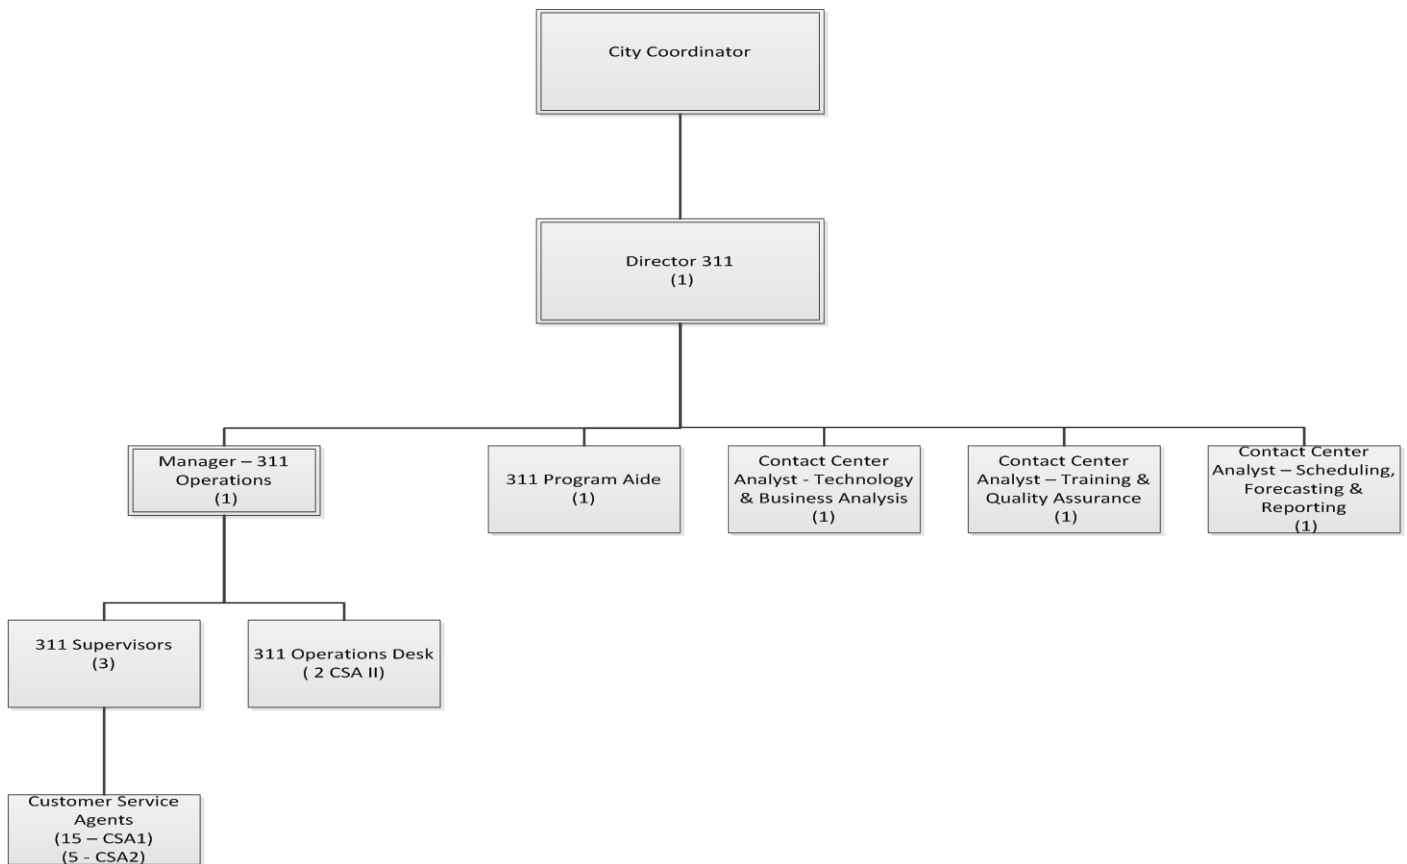 City Coordinator
Director 311
(1)
Manager – 311
Operations
(1)
311 Program Aide
(1)
Contact Center
Analyst - Technology
& Business Analysis
(1)
Contact Center
Analyst – Training &
Quality Assurance
(1)
Contact Center
Analyst – Scheduling,
Forecasting &
Reporting
(1)
311 Supervisors
(3)
311 Operations Desk
( 2 CSA II)
Customer Service
Agents
(15 – CSA1)
(5 - CSA2)